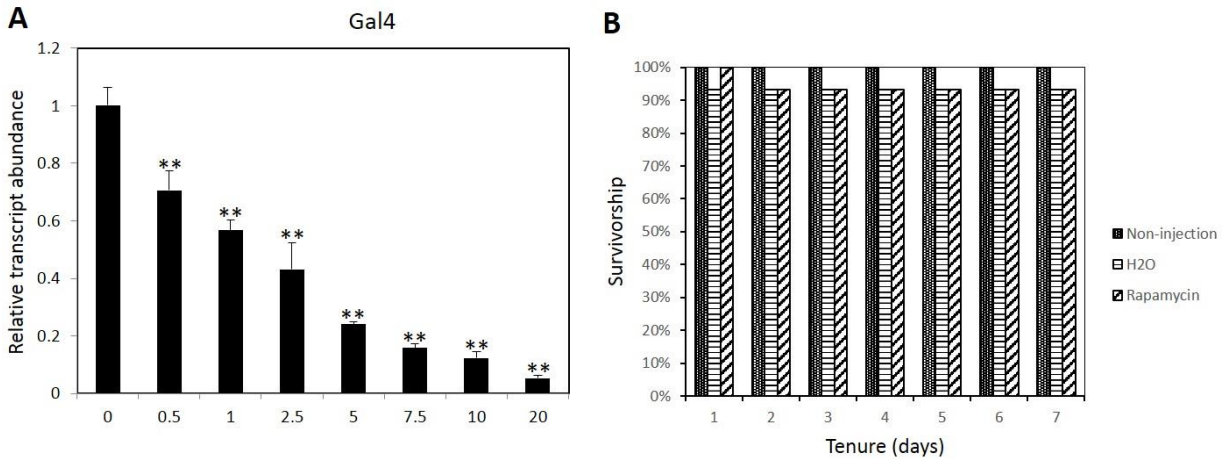 A
Gal4
Relative transcript abundance
1.2
1
0.8
0.6
0.4
0.2
0
**
**
**
**
**
**
**
0 0.5 1 2.5 5 7.5 10 20
B
Survivorship
100%
90%
80%
70%
60%
50%
40%
30%
20%
10%
0%
1 2 3 4 5 6 7
Tenure (days)
Non-injection
H2O
Rapamycin